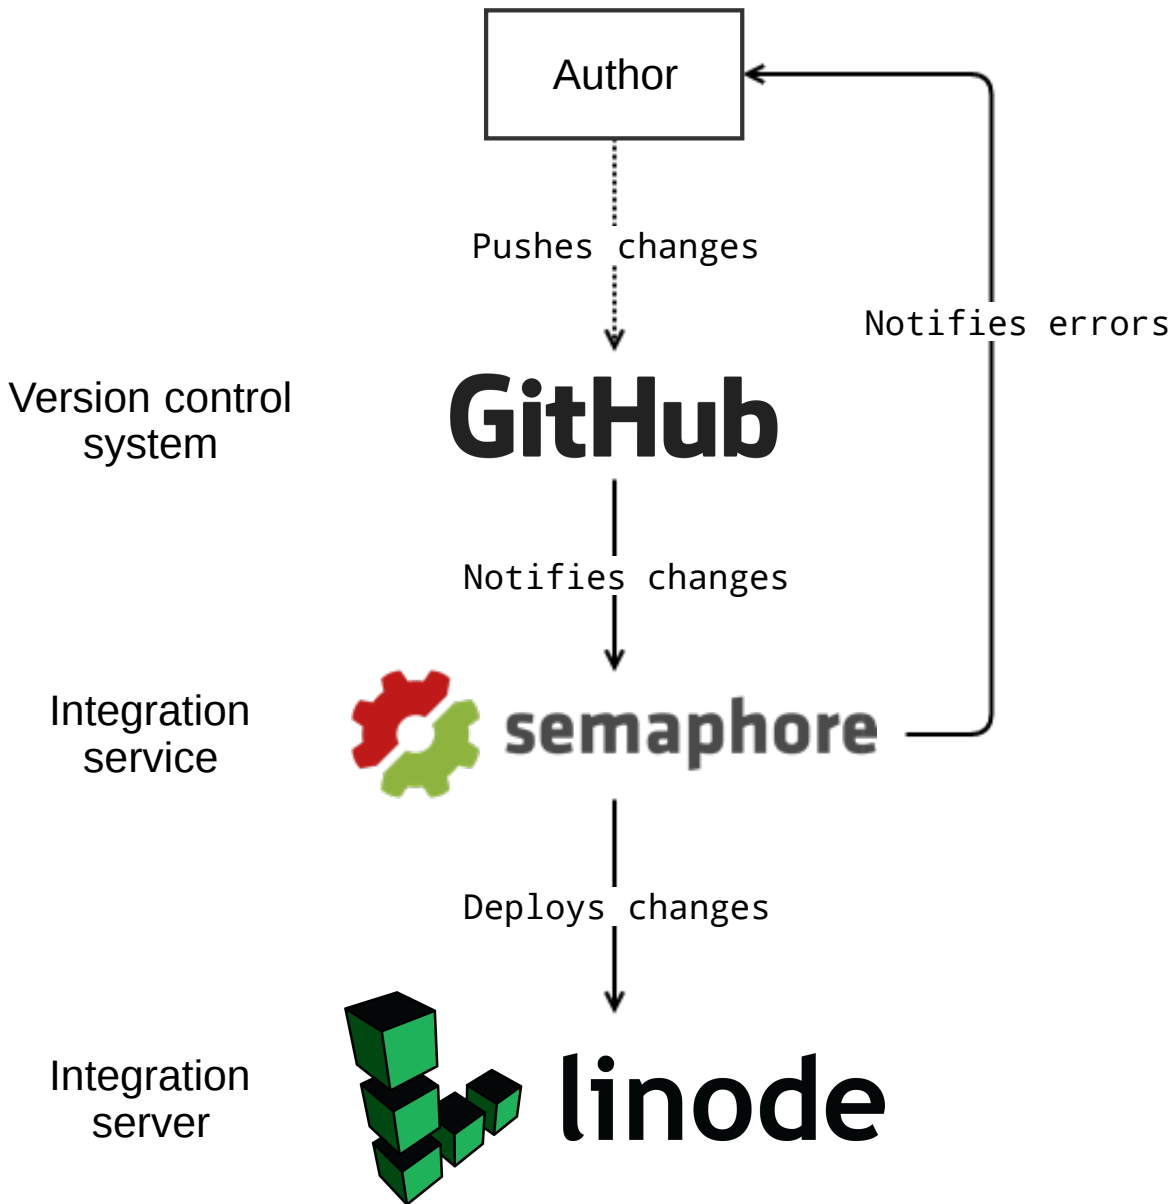 Author
Pushes changes
Notifies errors
Version control
system
GitHub
Notifies changes
Integration
service
semaphore
Deploys changes
Integration
server
linode